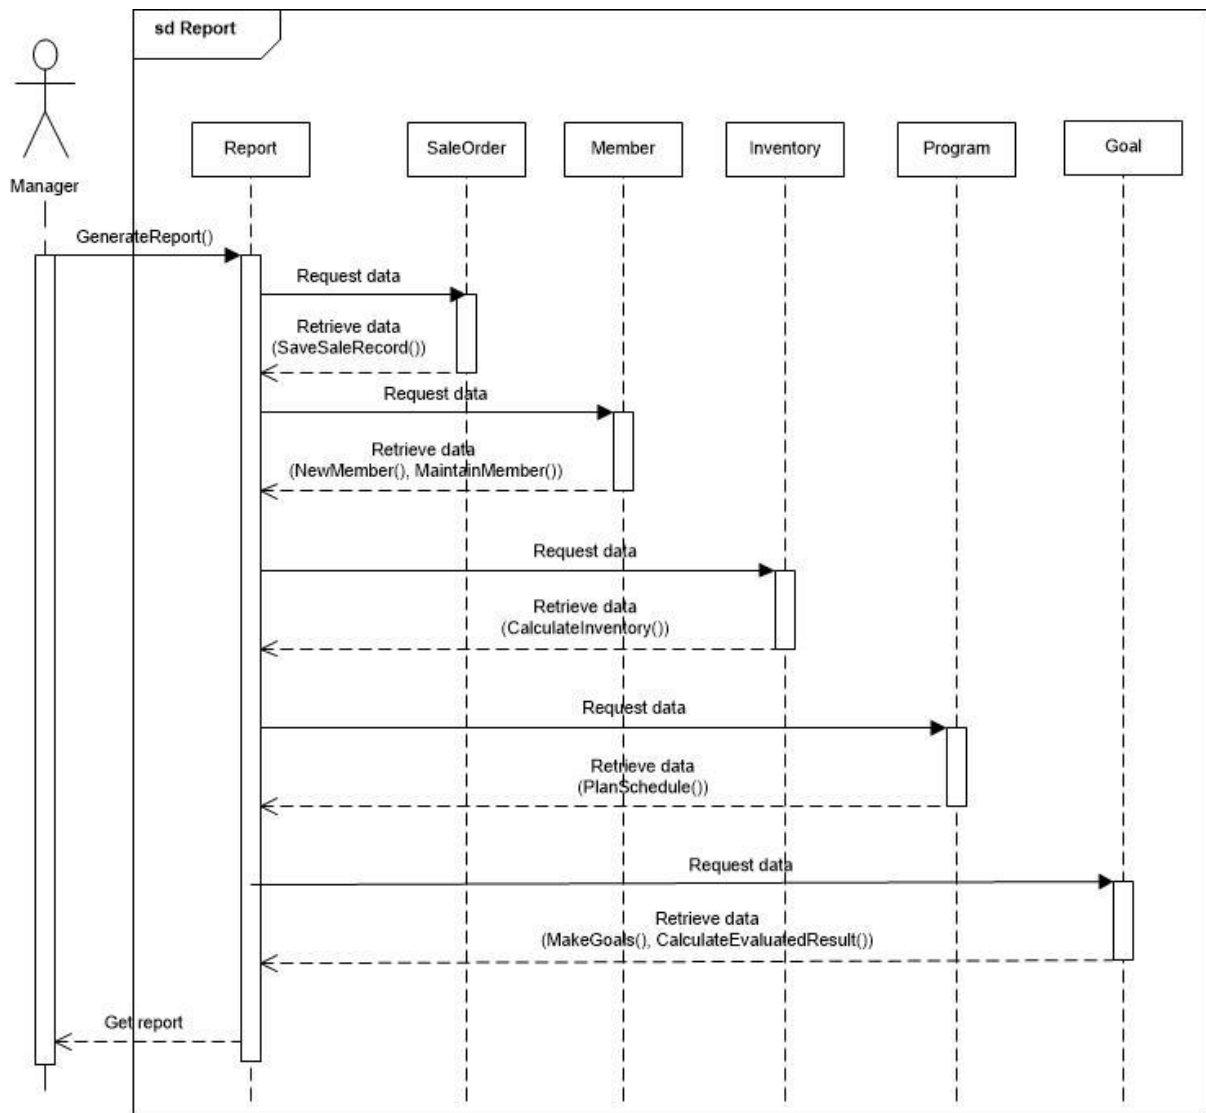 sd Report
Report
SaleOrder
Member
Inventory
Program
Goal
Manager
GenerateReport()
Request data
Retrieve data
(SaveSaleRecord())
Request data
Retrieve data
(NewMember(), MaintainMember())
Request data
Retrieve data
(CalculateInventory())
Request data
Retrieve data
(PlanSchedule())
Request data
Retrieve data
(MakeGoals(), CalculateEvaluatedResult())
Get report